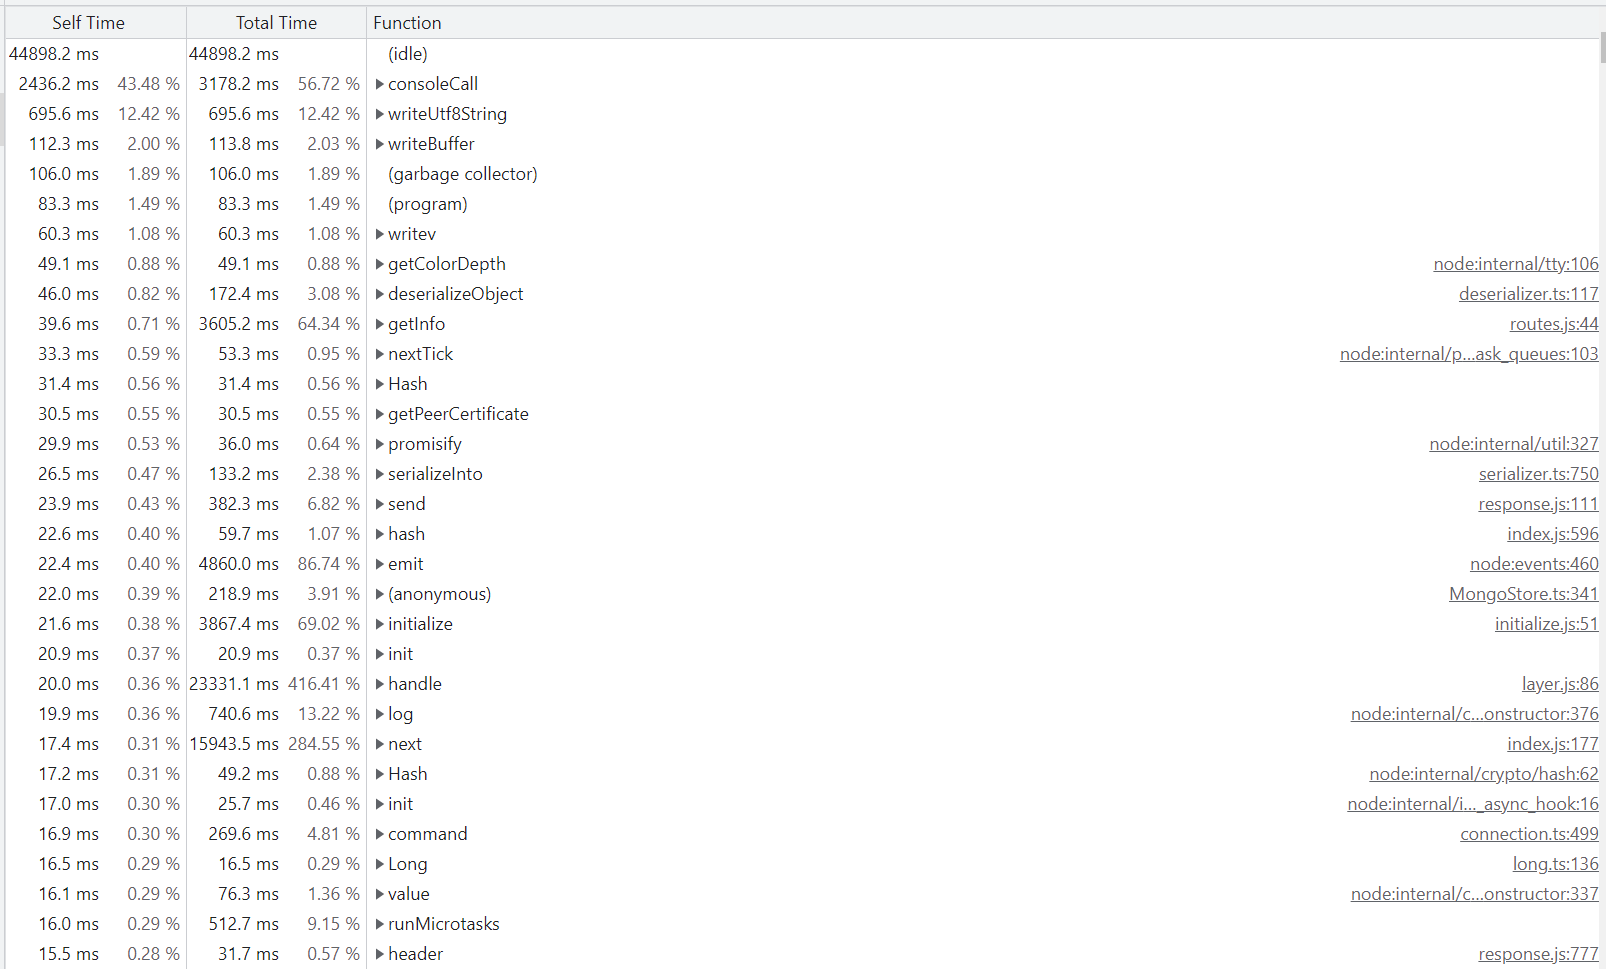 Self Time Total Time Function
44898.2 ms 44898.2 ms (idle)
2436.2 ms 43.48 % 3178.2 ms 56.72 % consoleCall
695.6 ms 12.42 % 695.6 ms 12.42 % writeUtf8String
112.3 ms 2.00 % 113.8 ms 2.03 % writeBuffer
106.0 ms 1.89 % 106.0 ms 1.89 % (garbage collector)
83.3 ms 1.49 % 83.3 ms 1.49 % (program)
60.3 ms 1.08 % 60.3 ms 1.08 % writev
49.1 ms 0.88 % 49.1 ms 0.88 % getColorDepth node:internal/tty:106
46.0 ms 0.82 % 172.4 ms 3.08 % deserializeObject deserializer.ts:117
39.6 ms 0.71 % 3605.2 ms 64.34 % getInfo routes.js:44
33.3 ms 0.59 % 53.3 ms 0.95 % nextTick node:internal/p...ask_queues:103
31.4 ms 0.56 % 31.4 ms 0.56 % Hash
30.5 ms 0.55 % 30.5 ms 0.55 % getPeerCertificate
29.9 ms 0.53 % 36.0 ms 0.64 % promisify node:internal/util:327
26.5 ms 0.47 % 133.2 ms 2.38 % serializeInto serializer.ts:750
23.9 ms 0.43 % 382.3 ms 6.82 % send response.js:111
22.6 ms 0.40 % 59.7 ms 1.07 % hash index.js:596
22.4 ms 0.40 % 4860.0 ms 86.74 % emit node:events:460
22.0 ms 0.39 % 218.9 ms 3.91 % (anonymous) MongoStore.ts:341
21.6 ms 0.38 % 3867.4 ms 69.02 % initialize initialize.js:51
20.9 ms 0.37 % 20.9 ms 0.37 % init
20.0 ms 0.36 % 23331.1 ms 416.41 % handle layer.js:86
19.9 ms 0.36 % 740.6 ms 13.22 % log node:internal/c...onstructor:376
17.4 ms 0.31 % 15943.5 ms 284.55 % next index.js:177
17.2 ms 0.31 % 49.2 ms 0.88 % Hash node:internal/crypto/hash:62
17.0 ms 0.30 % 25.7 ms 0.46 % init node:internal/i..._async_hook:16
16.9 ms 0.30 % 269.6 ms 4.81 % command connection.ts:499
16.5 ms 0.29 % 16.5 ms 0.29 % Long long.ts:136
16.1 ms 0.29 % 76.3 ms 1.36 % value node:internal/c...onstructor:337
16.0 ms 0.29 % 512.7 ms 9.15 % runMicrotasks
15.5 ms 0.28 % 31.7 ms 0.57 % header response.js:777